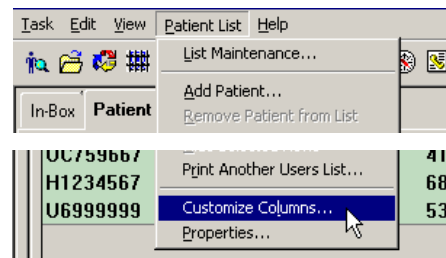 Task Edit View Patient List Help
List Maintenance...
Add Patient...
In-Box Patient
Remove Patient from List
UC759667 41
Print Another Users List...
H1234567 68
U6999999 Customize Columns... 53
Properties...